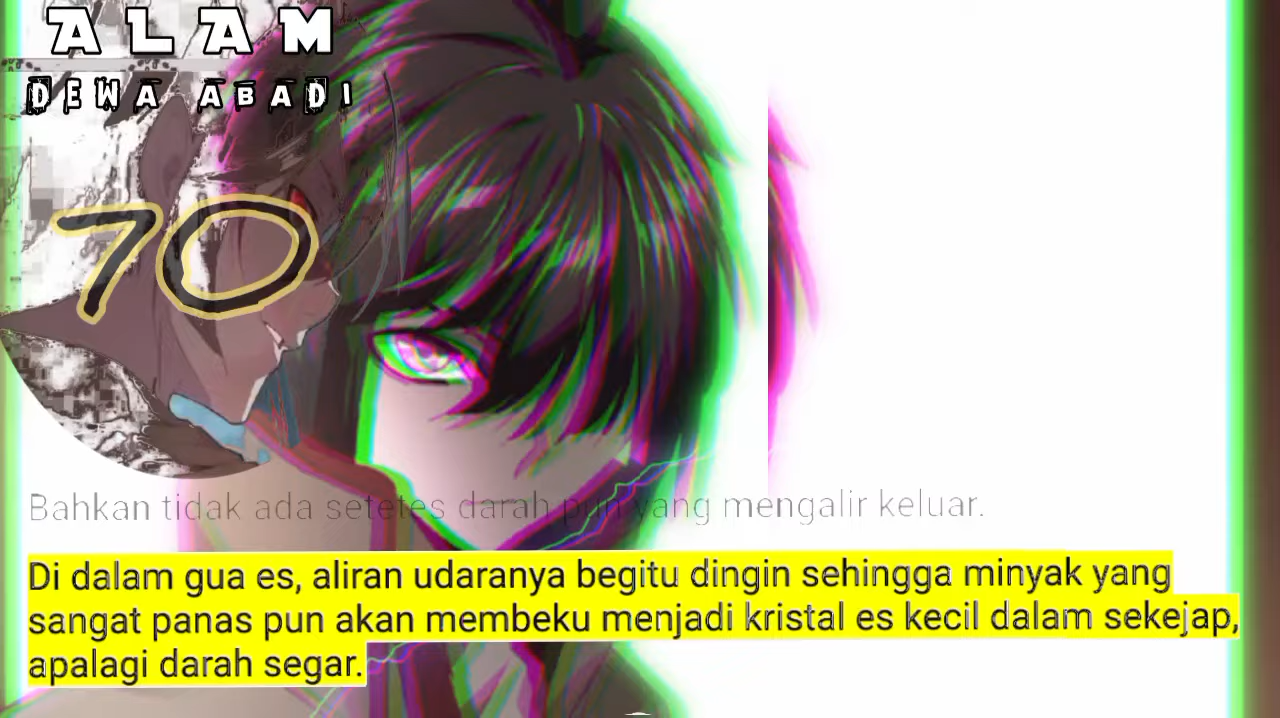 ALAM
DEWA ABADI
70
Bahkan tidak ada setetes darah pun yang mengalir keluar.
Di dalam gua es, aliran udaranya begitu dingin sehingga minyak yang
sangat panas pun akan membeku menjadi kristal es kecil dalam sekejap,
apalagi darah segar.